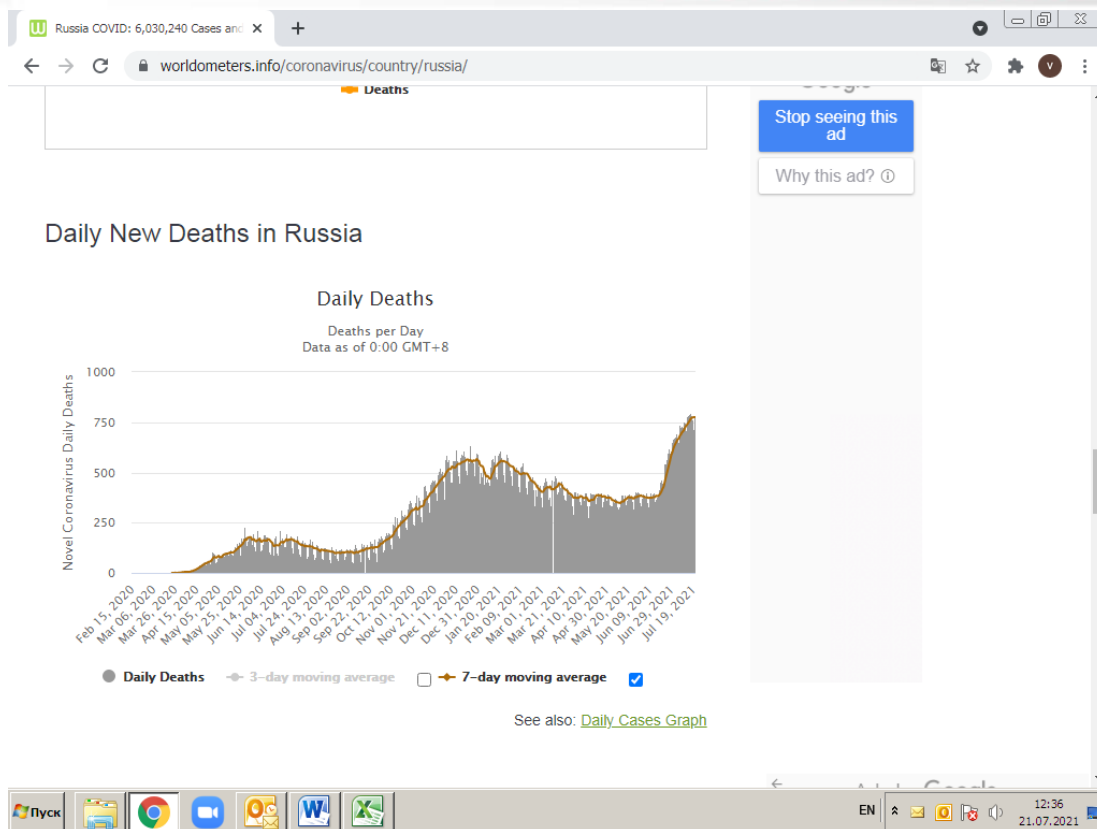 Russia COVID: 6,030,240 Cases and
worldometers.info/coronavirus/country/russia/
V
Deaths
Google
Stop seeing this
ad
Why this ad?
Daily New Deaths in Russia
Daily Deaths
Deaths per Day
Data as of 0:00 GMT+8
Novel Coronavirus Daily Deaths
1000
750
500
250
0
Feb 15, 2020
Mar 06, 2020
Mar 26, 2020
Apr 15, 2020
May 05, 2020
May 25, 2020
Jun 14, 2020
Jul 04, 2020
Jul 24, 2020
Aug 13, 2020
Sep 02, 2020
Sep 22, 2020
Oct 12, 2020
Nov 01, 2020
Nov 21, 2020
Dec 11, 2020
Dec 31, 2020
Jan 20, 2021
Feb 09, 2021
Mar 01, 2021
Mar 21, 2021
Apr 10, 2021
Apr 30, 2021
May 20, 2021
Jun 09, 2021
Jun 29, 2021
Jul 19, 2021
Daily Deaths 3-day moving average 7-day moving average
See also: Daily Cases Graph
Google
Пуск
EN
12:36
21.07.2021